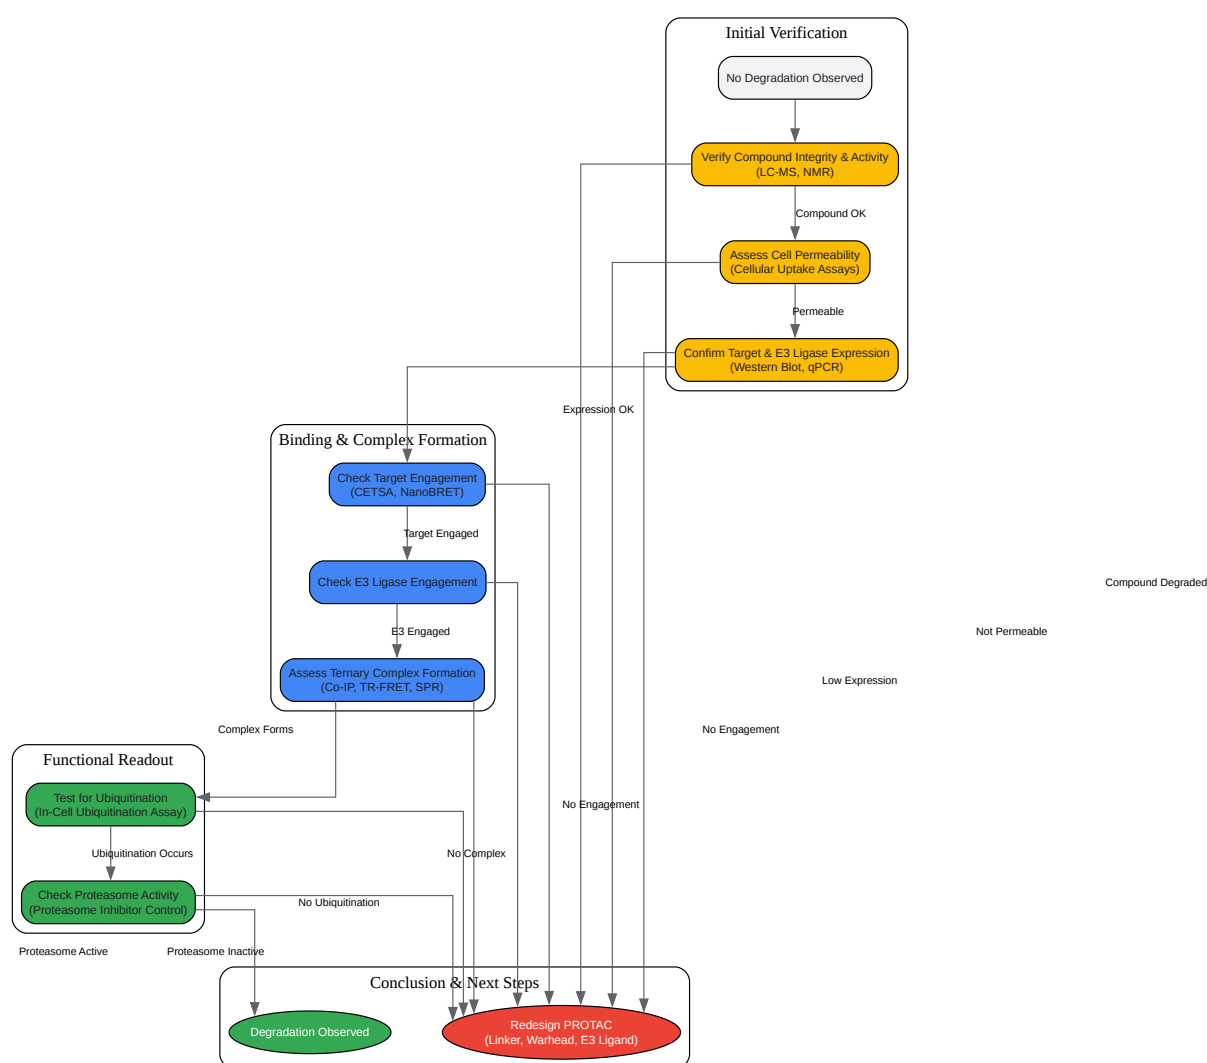 Initial Verification
No Degradation Observed
Verify Compound Integrity & Activity
(LC-MS, NMR)
Compound OK
Assess Cell Permeability
(Cellular Uptake Assays)
Permeable
Confirm Target & E3 Ligase Expression
(Western Blot, qPCR)
Expression OK
Binding & Complex Formation
Check Target Engagement
(CETSA, NanoBRET)
Target Engaged
Check E3 Ligase Engagement
Compound Degraded
E3 Engaged
Not Permeable
Assess Ternary Complex Formation
(Co-IP, TR-FRET, SPR)
Low Expression
Complex Forms
No Engagement
Functional Readout
Test for Ubiquitination
(In-Cell Ubiquitination Assay)
No Engagement
Ubiquitination Occurs
No Complex
Check Proteasome Activity
(Proteasome Inhibitor Control)
No Ubiquitination
Proteasome Active
Proteasome Inactive
Conclusion & Next Steps
Degradation Observed
Redesign PROTAC
(Linker, Warhead, E3 Ligand)